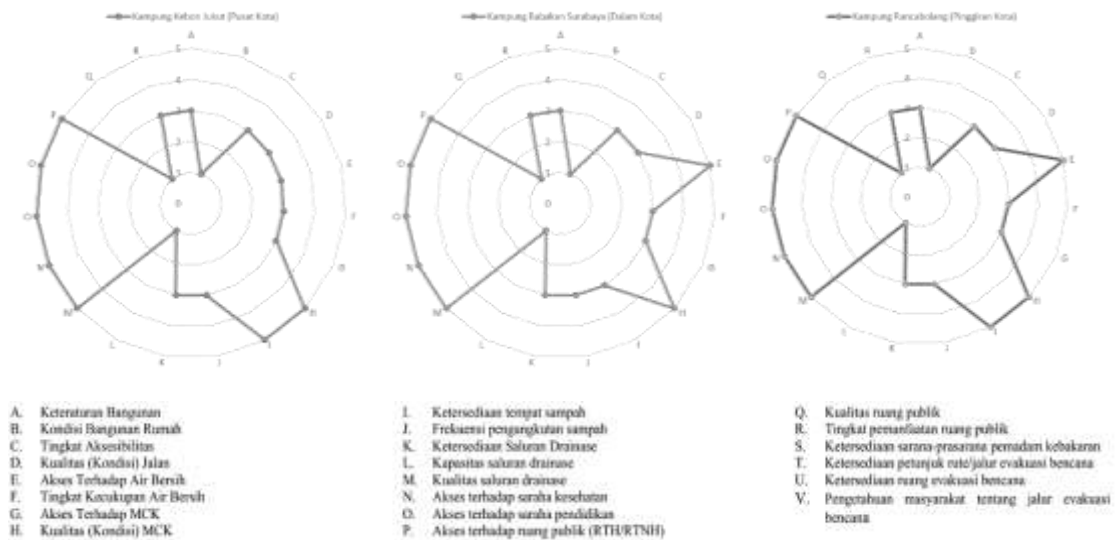 Kampung Kebon Jukut (Pusat Kota)
Kampung Babakan Surabaya (Dalam Kota)
Kampung Rancabolang (Pinggiran Kota)
A. Keteraturan Bangunan
B. Kondisi Bangunan Rumah
C. Tingkat Aksesibilitas
D. Kualitas (Kondisi) Jalan
E. Akses Terhadap Air Bersih
F. Tingkat Kecukupan Air Bersih
G. Akses Terhadap MCK
H. Kualitas (Kondisi) MCK
I. Ketersediaan tempat sampah
J. Frekuensi pengangkutan sampah
K. Ketersediaan Saluran Drainase
L. Kapasitas saluran drainase
M. Kualitas saluran drainase
N. Akses terhadap saraha kesehatan
O. Akses terhadap saraha pendidikan
P. Akses terhadap ruang publik (RTH/RTNH)
Q. Kualitas ruang publik
R. Tingkat pemanfaatan ruang publik
S. Ketersediaan sarana-prasarana pemadam kebakaran
T. Ketersediaan petunjuk rute/jalur evakuasi bencana
U. Ketersediaan ruang evakuasi bencana
V. Pengetahuan masyarakat tentang jalur evakuasi
bencana